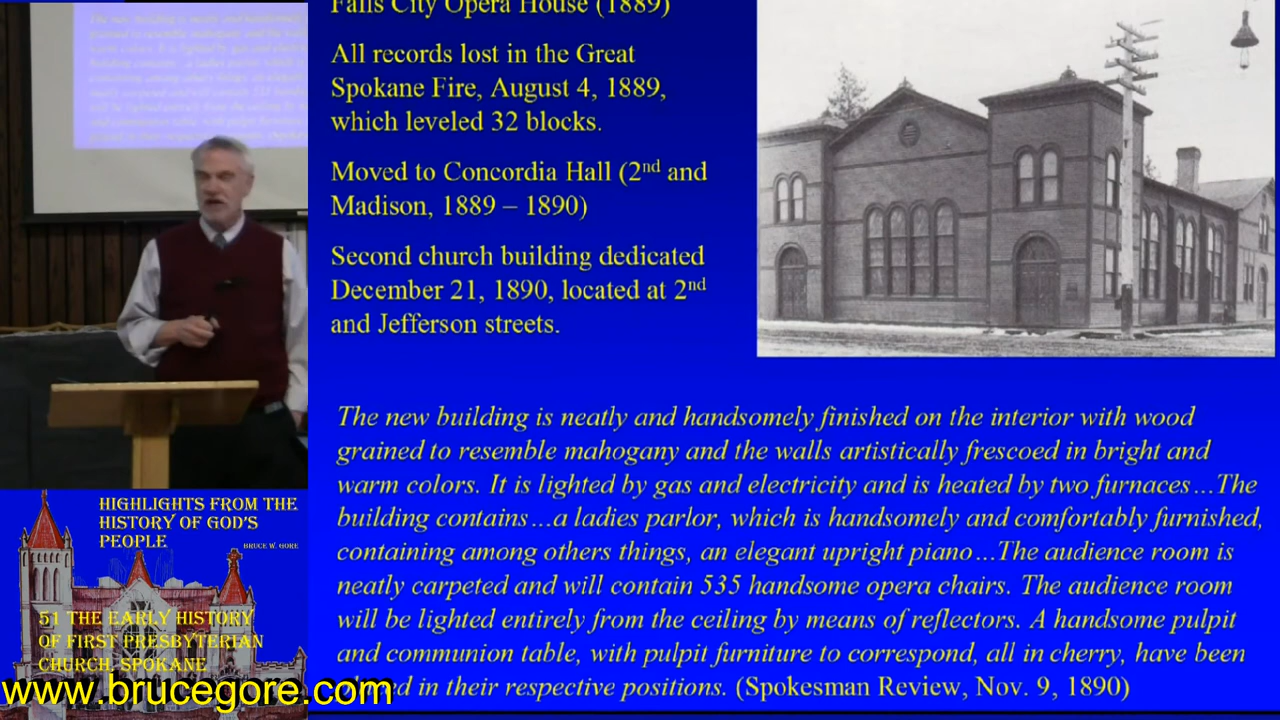 Falls City Opera House (1889)
All records lost in the Great
Spokane Fire, August 4, 1889,
which leveled 32 blocks.
Moved to Concordia Hall (2nd and
Madison, 1889 – 1890)
Second church building dedicated
December 21, 1890, located at 2nd
and Jefferson streets.
The new building is neatly and handsomely finished on the interior with wood
grained to resemble mahogany and the walls artistically frescoed in bright and
warm colors. It is lighted by gas and electricity and is heated by two furnaces…The
building contains…a ladies parlor, which is handsomely and comfortably furnished,
containing among others things, an elegant upright piano…The audience room is
neatly carpeted and will contain 535 handsome opera chairs. The audience room
will be lighted entirely from the ceiling by means of reflectors. A handsome pulpit
and communion table, with pulpit furniture to correspond, all in cherry, have been
in their respective positions. (Spokesman Review, Nov. 9, 1890)
HIGHLIGHTS FROM THE
HISTORY OF GOD'S
PEOPLE
BRUCE W. GORE
51 THE EARLY HISTORY
OF FIRST PRESBYTERIAN
CHURCH, SPOKANE
www.brucegore.com